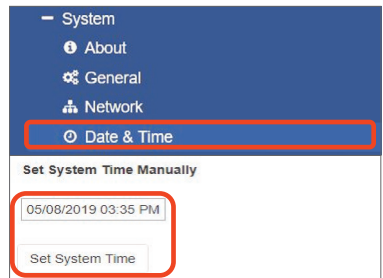 System
About
General
Network
Date & Time
Set System Time Manually
05/08/2019 03:35 PM
Set System Time